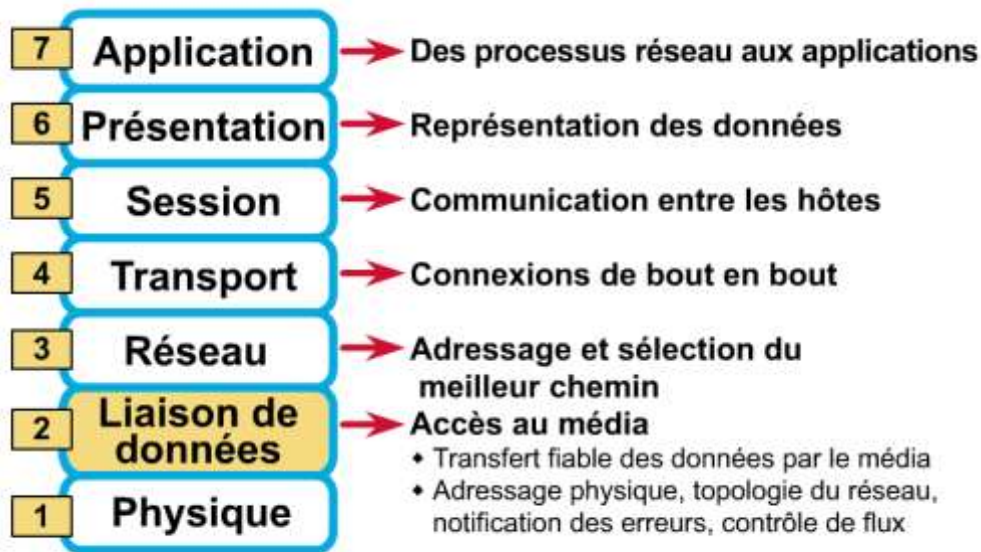 7 Application Des processus réseau aux applications
6 Présentation Représentation des données
5 Session Communication entre les hôtes
4 Transport Connexions de bout en bout
3 Réseau Adressage et sélection du
meilleur chemin
2 Liaison de
données
Accès au média
◆ Transfert fiable des données par le média
◆ Adressage physique, topologie du réseau,
notification des erreurs, contrôle de flux
1 Physique